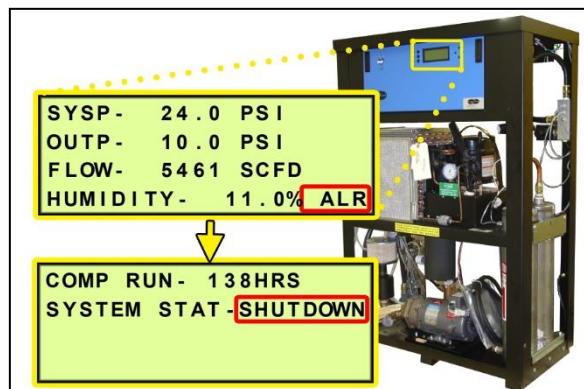 SYSP- 24.0 PSI
OUTP- 10.0 PSI
FLOW- 5461 SCFD
HUMIDITY- 11.0% ALR
COMP RUN- 138HRS
SYSTEM STAT-SHUTDOWN